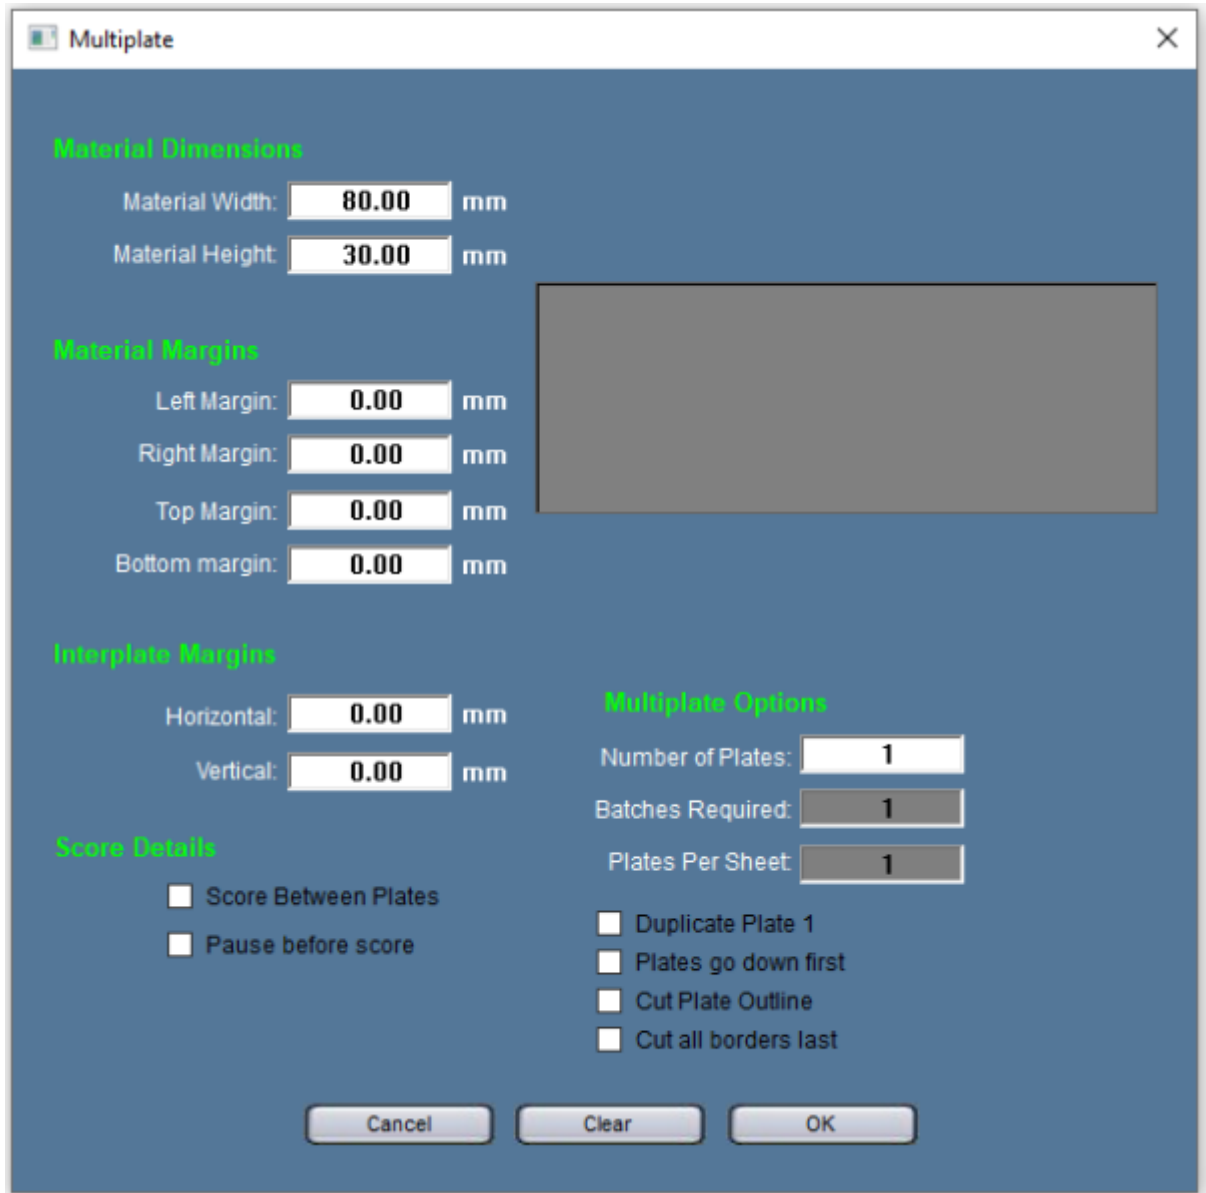 Multiplate
Material Dimensions
Material Width: 80.00 mm
Material Height: 30.00 mm
Material Margins
Left Margin: 0.00 mm
Right Margin: 0.00 mm
Top Margin: 0.00 mm
Bottom margin: 0.00 mm
Interplate Margins
Horizontal: 0.00 mm
Vertical: 0.00 mm
Score Details
Score Between Plates
Pause before score
Multiplate Options
Number of Plates: 1
Batches Required: 1
Plates Per Sheet: 1
Duplicate Plate 1
Plates go down first
Cut Plate Outline
Cut all borders last
Cancel Clear OK